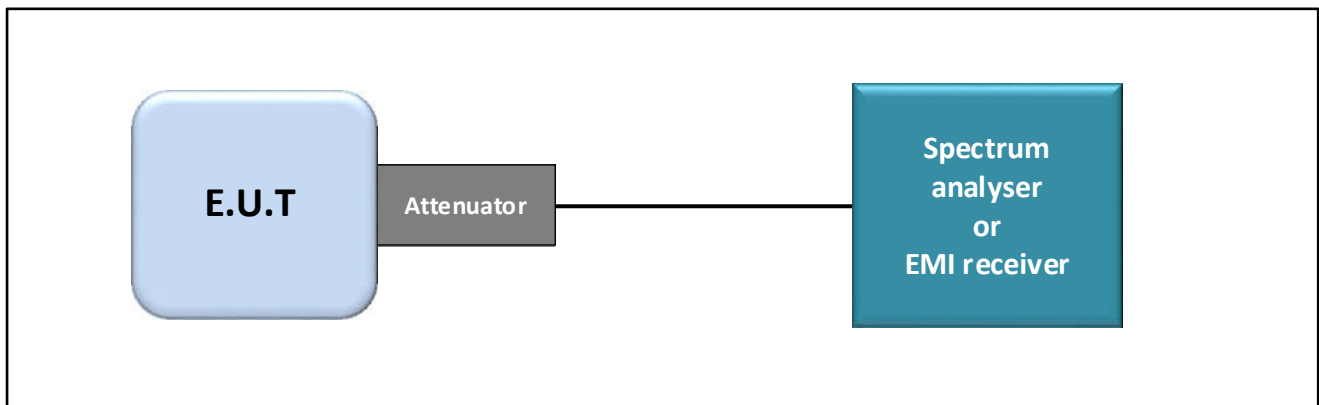 E.U.T
Attenuator
Spectrum
analyser
or
EMI receiver